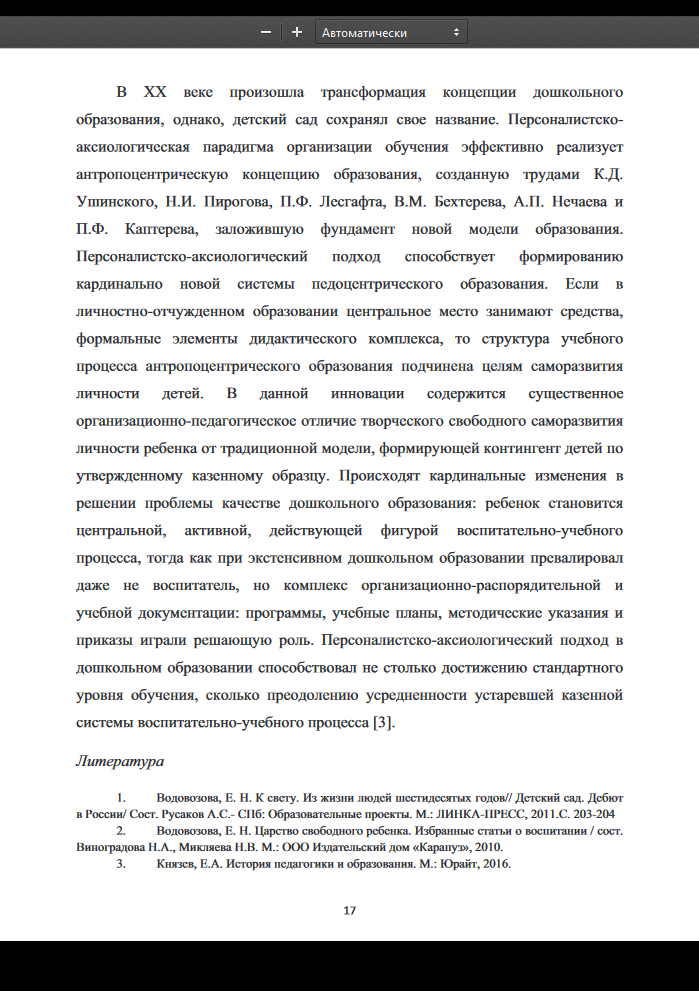 Автоматически
В XX веке произошла трансформация концепции дошкольного
образования, однако, детский сад сохранял свое название. Персоналистско-
аксиологическая парадигма организации обучения эффективно реализует
антропоцентрическую концепцию образования, созданную трудами К.Д.
Ушинского, Н.И. Пирогова, П.Ф. Лесгафта, В.М. Бехтерева, А.П. Нечаева и
П.Ф. Каптерева, заложившую фундамент новой модели образования.
Персоналистско-аксиологический подход способствует формированию
кардинально новой системы педоцентрического образования. Если в
личностно-отчужденном образовании центральное место занимают средства,
формальные элементы дидактического комплекса, то структура учебного
процесса антропоцентрического образования подчинена целям саморазвития
личности детей. В данной инновации содержится существенное
организационно-педагогическое отличие творческого свободного саморазвития
личности ребенка от традиционной модели, формирующей контингент детей по
утвержденному казенному образцу. Происходят кардинальные изменения в
решении проблемы качестве дошкольного образования: ребенок становится
центральной, активной, действующей фигурой воспитательно-учебного
процесса, тогда как при экстенсивном дошкольном образовании превалировал
даже не воспитатель, но комплекс организационно-распорядительной и
учебной документации: программы, учебные планы, методические указания и
приказы играли решающую роль. Персоналистско-аксиологический подход в
дошкольном образовании способствовал не столько достижению стандартного
уровня обучения, сколько преодолению усредненности устаревшей казенной
системы воспитательно-учебного процесса [3].
Литература
1. Водовозова, Е. Н. К свету. Из жизни людей шестидесятых годов// Детский сад. Дебют
в России/ Сост. Русаков А.С.- СПб: Образовательные проекты. М.: ЛИНКА-ПРЕСС, 2011.С. 203-204
2. Водовозова, Е. Н. Царство свободного ребенка. Избранные статьи о воспитании / сост.
Виноградова Н.А., Микляева Н.В. М.: ООО Издательский дом «Карапуз», 2010.
3. Князев, Е.А. История педагогики и образования. М.: Юрайт, 2016.
17